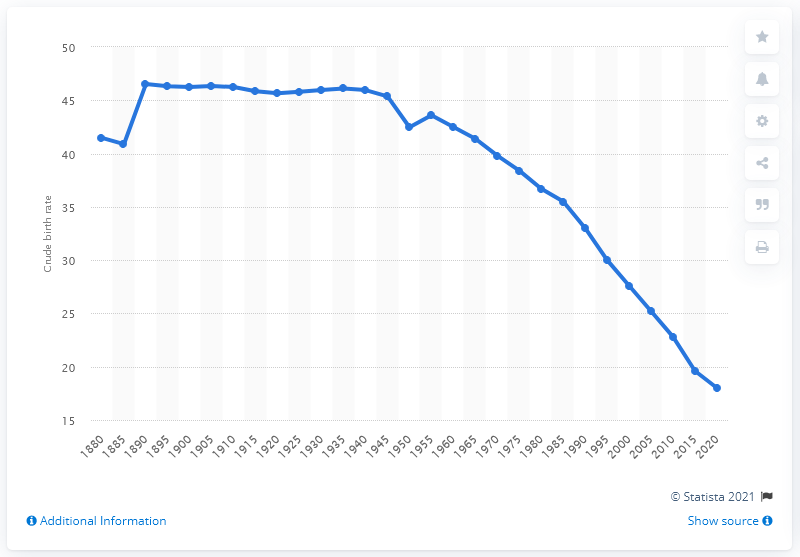 50
45
40
35
30
25
20
15
Crude birth rate
1880 1885 1890 1895 1900 1905 1910 1915 1920 1925 1930 1935 1940 1945 1950 1955 1960 1965 1970 1975 1980 1985 1990 1995 2000 2005 2010 2015 2020
© Statista 2021
Additional Information
Show source